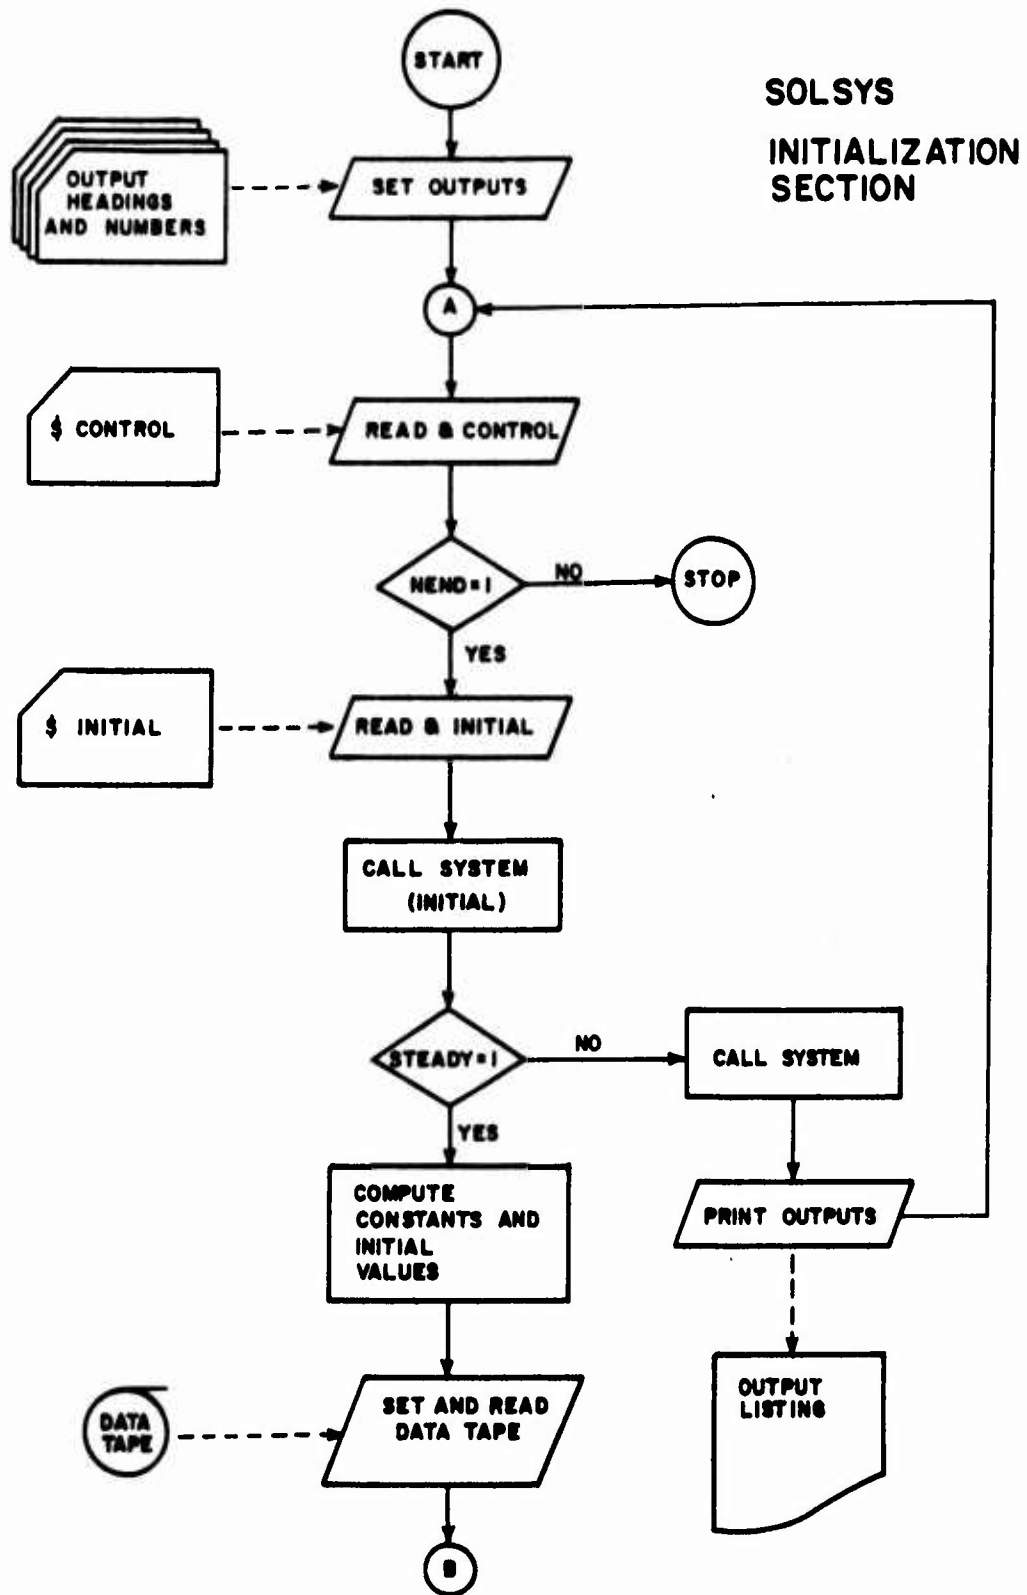 START
SOLSYS
INITIALIZATION
SECTION
OUTPUT
HEADINGS
AND NUMBERS
SET OUTPUTS
A
$ CONTROL
READ & CONTROL
NEND=1
NO
STOP
YES
$ INITIAL
READ & INITIAL
CALL SYSTEM
(INITIAL)
STEADY=1
NO
CALL SYSTEM
YES
COMPUTE
CONSTANTS AND
INITIAL
VALUES
PRINT OUTPUTS
SET AND READ
DATA TAPE
DATA
TAPE
OUTPUT
LISTING
B